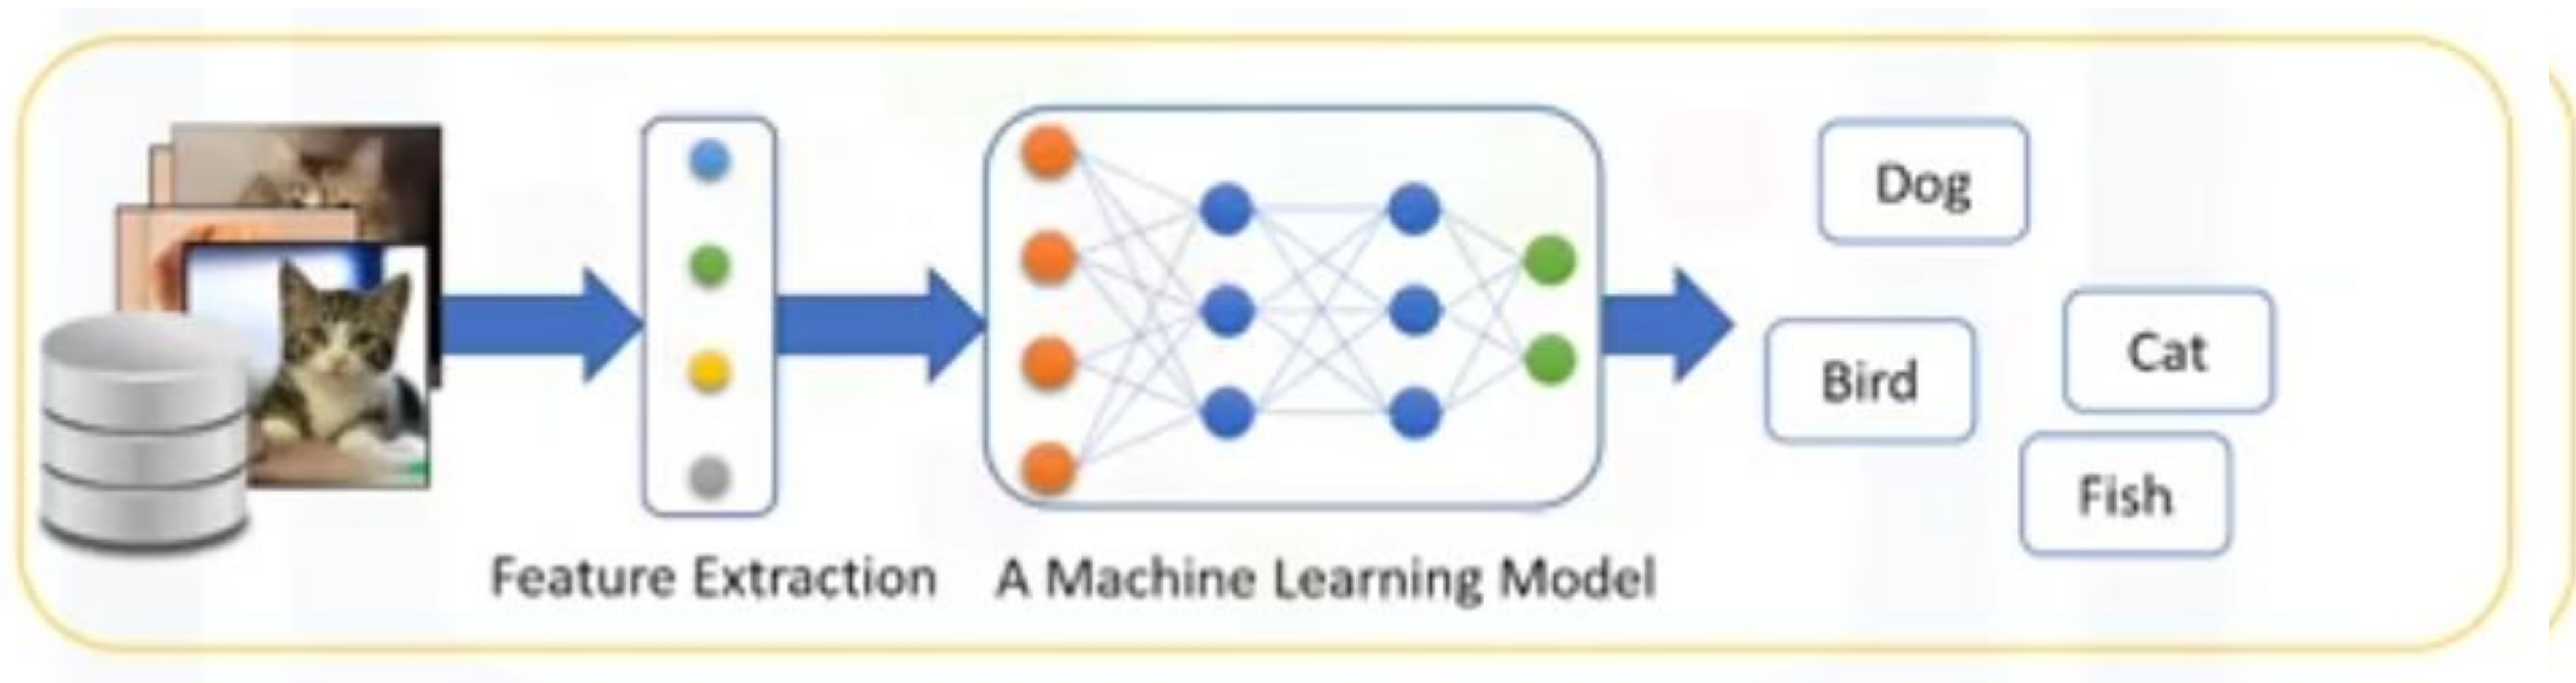 Dog
Bird
Cat
Fish
Feature Extraction
A Machine Learning Model